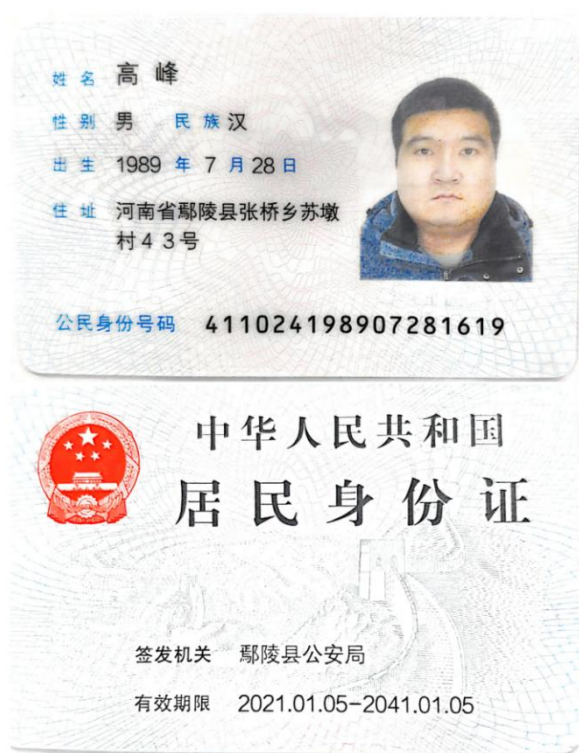 姓名 高峰
性别 男 民族 汉
出生 1989 年 7 月 28 日
住址 河南省鄢陵县张桥乡苏墩
村43号
公民身份号码 411024198907281619
中华人民共和国
居民身份证
签发机关 鄢陵县公安局
有效期限 2021.01.05-2041.01.05